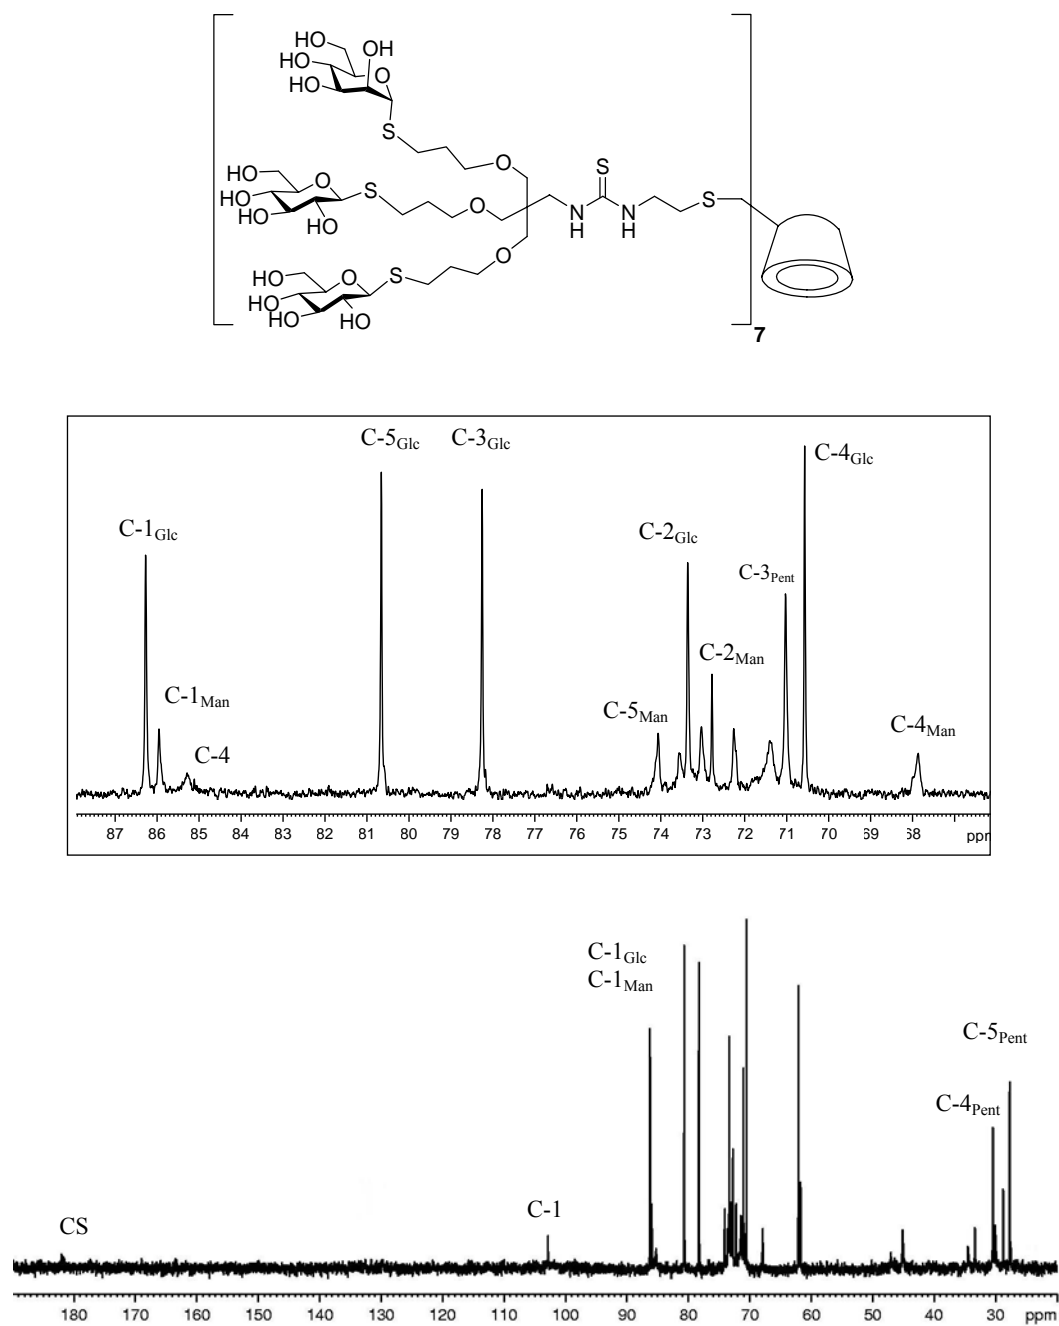 HO
OH
HO
O
HO
S
O
S
HO
O
S
HO
O
HO
N
H
N
H
S
HO
O
S
HO
O
HO
HO
HO
7
C-5Glc
C-3Glc
C-4Glc
C-1Glc
C-2Glc
C-3Pent
C-2Man
C-1Man
C-5Man
C-4Man
C-4
87 86 85 84 83 82 81 80 79 78 77 76 75 74 73 72 71 70 69 68 ppm
C-1Glc
C-1Man
C-5Pent
C-4Pent
C-1
CS
180 170 160 150 140 130 120 110 100 90 80 70 60 50 40 30 ppm